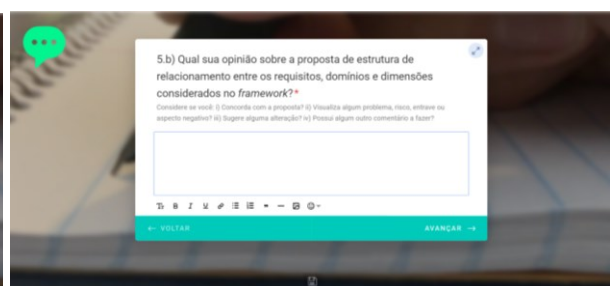 5.b) Qual sua opinião sobre a proposta de estrutura de
relacionamento entre os requisitos, domínios e dimensões
considerados no framework?*
Considere se você: i) Concorda com a proposta? ii) Visualiza algum problema, risco, entrave ou
aspecto negativo? iii) Sugere alguma alteração? iv) Possui algum outro comentário a fazer?
B I U
← VOLTAR AVANÇAR →